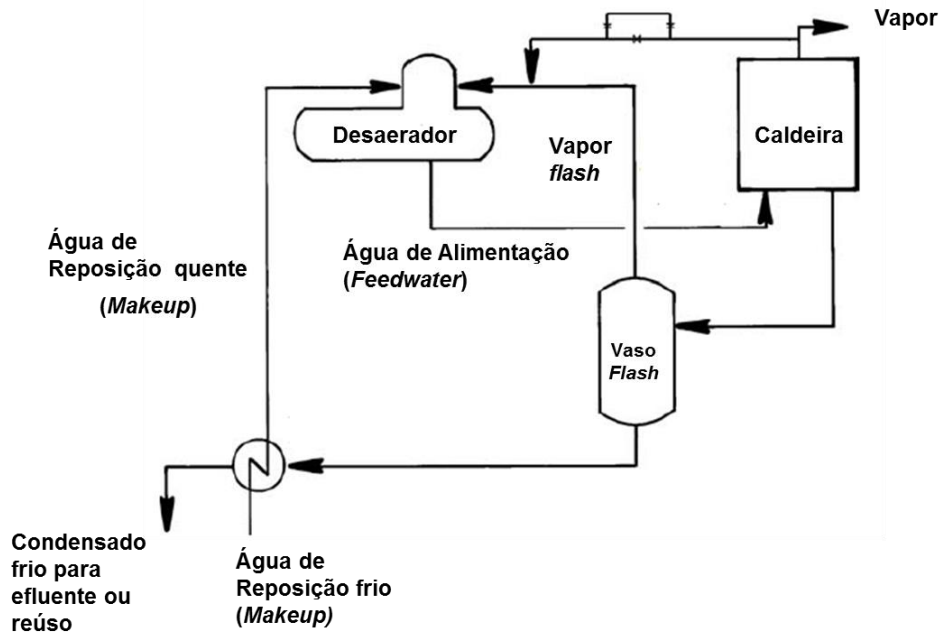 Vapor
Desaerador
Caldeira
Vapor
flash
Água de
Reposição quente
(Makeup)
Água de Alimentação
(Feedwater)
Vaso
Flash
Condensado
frio para
efluente ou
reúso
Água de
Reposição frio
(Makeup)